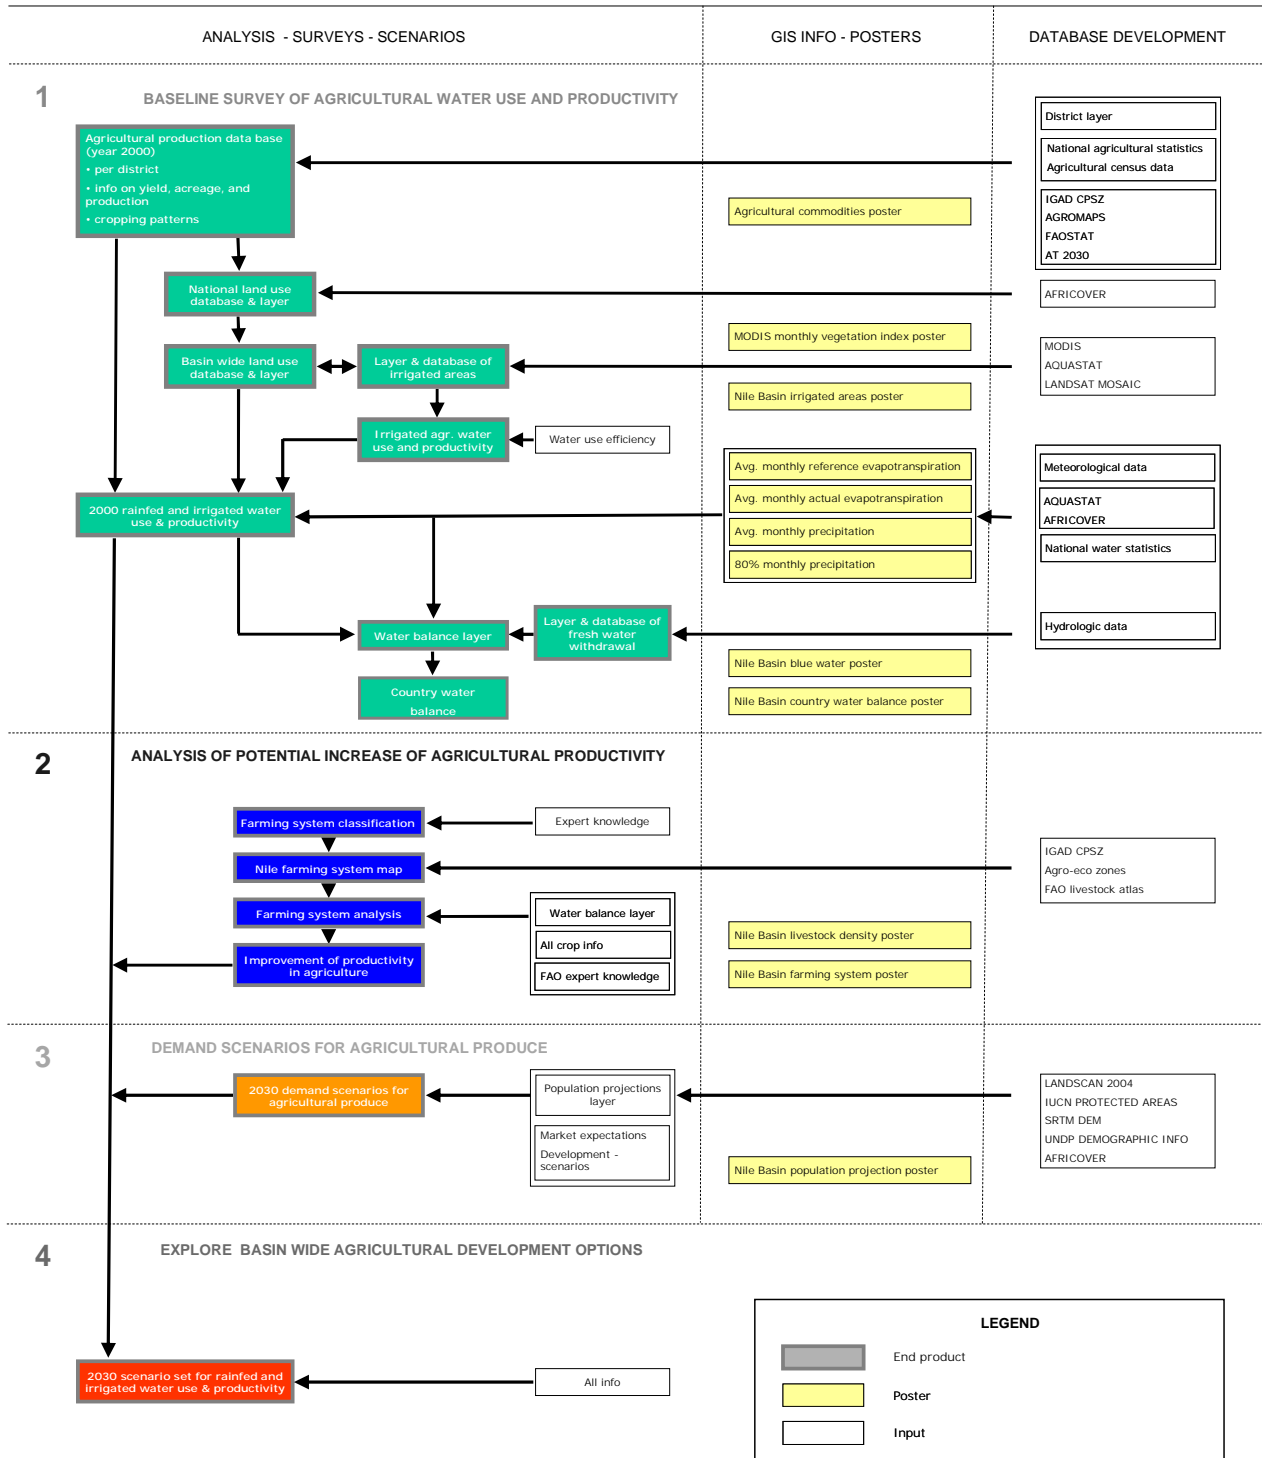 ANALYSIS - SURVEYS - SCENARIOS
GIS INFO - POSTERS
DATABASE DEVELOPMENT
1
BASELINE SURVEY OF AGRICULTURAL WATER USE AND PRODUCTIVITY
Agricultural production data base
(year 2000)
• per district
• info on yield, acreage, and
production
• cropping patterns
District layer
National agricultural statistics
Agricultural census data
IGAD CPSZ
AGROMAPS
FAOSTAT
AT 2030
Agricultural commodities poster
National land use
database & layer
AFRICOVER
MODIS monthly vegetation index poster
Basin wide land use
database & layer
Layer & database of
irrigated areas
MODIS
AQUASTAT
LANDSAT MOSAIC
Nile Basin irrigated areas poster
Irrigated agr. water
use and productivity
Water use efficiency
Avg. monthly reference evapotranspiration
Avg. monthly actual evapotranspiration
Avg. monthly precipitation
80% monthly precipitation
Meteorological data
AQUASTAT
AFRICOVER
National water statistics
Hydrologic data
2000 rainfed and irrigated water
use & productivity
Water balance layer
Layer & database of
fresh water
withdrawal
Nile Basin blue water poster
Country water
balance
Nile Basin country water balance poster
2
ANALYSIS OF POTENTIAL INCREASE OF AGRICULTURAL PRODUCTIVITY
Farming system classification
Expert knowledge
Nile farming system map
IGAD CPSZ
Agro-eco zones
FAO livestock atlas
Farming system analysis
Water balance layer
All crop info
FAO expert knowledge
Nile Basin livestock density poster
Improvement of productivity
in agriculture
Nile Basin farming system poster
3
DEMAND SCENARIOS FOR AGRICULTURAL PRODUCE
2030 demand scenarios for
agricultural produce
Population projections
layer
Market expectations
Development -
scenarios
LANDSCAN 2004
IUCN PROTECTED AREAS
SRTM DEM
UNDP DEMOGRAPHIC INFO
AFRICOVER
Nile Basin population projection poster
4
EXPLORE BASIN WIDE AGRICULTURAL DEVELOPMENT OPTIONS
2030 scenario set for rainfed and
irrigated water use & productivity
All info
LEGEND
End product
Poster
Input